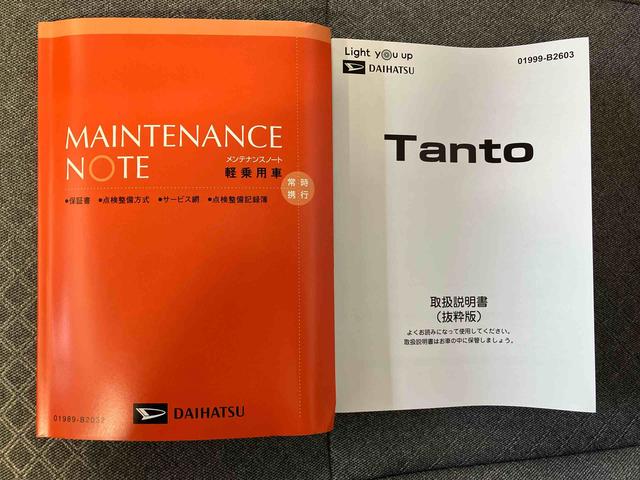 MAINTENANCE
NOTE
メンテナンスノート
軽乗用車
常時
携行
•保証書 •点検整備方式 •サービス網 •点検整備記録簿
01989-B2032
DAIHATSU
Light you up
DAIHATSU
01999-B2603
Tanto
取扱説明書
（抜粋版）
よくお読みになって使用してください。
取扱説明書はお車の中に保管しましょう。